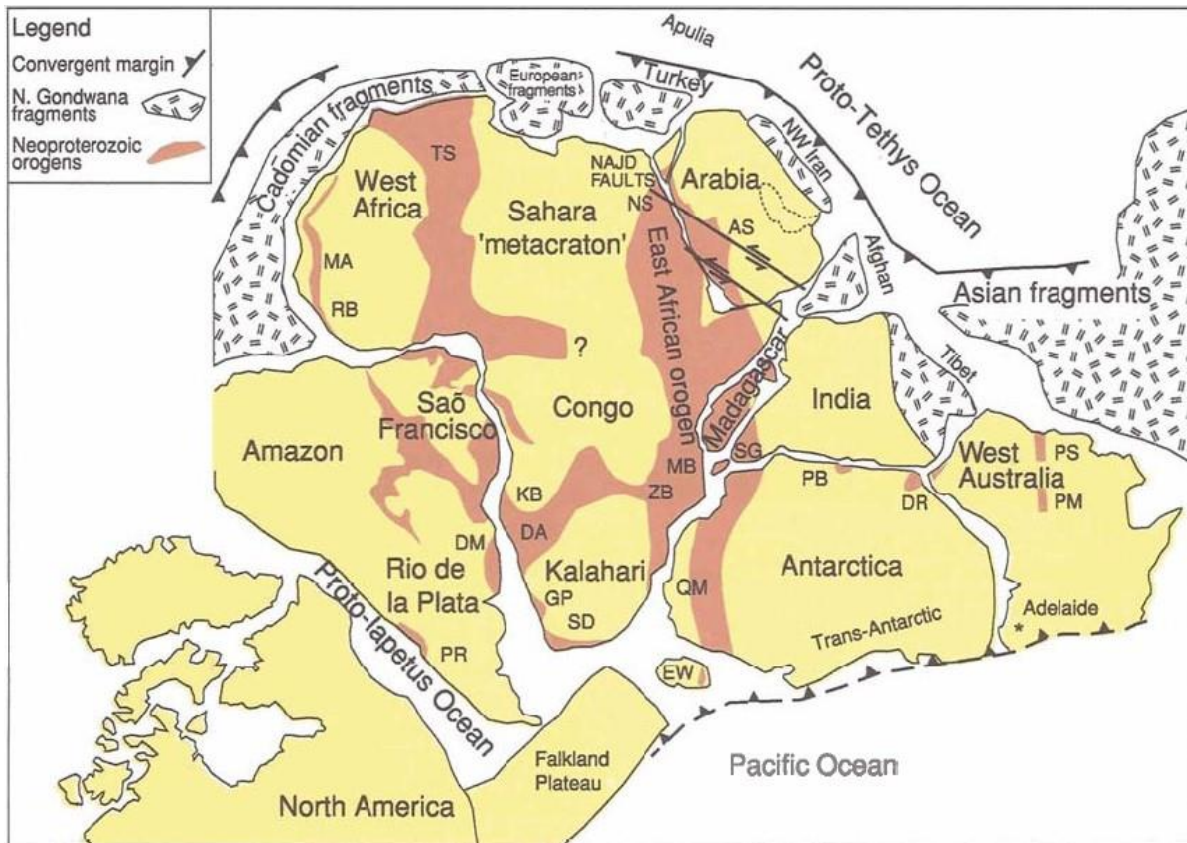 Legend
Convergent margin
N. Gondwana
fragments
Neoproterozoic
orogens
Apulia
Proto-Tethys Ocean
Cadomian fragments
European
fragments
Turkey
NW Iran
TS
NAJD
FAULTS
NS
Arabia
AS
West
Africa
Sahara
'metacraton'
East African orogen
Afghan
Asian fragments
MA
RB
?
Madagascar
Tibet
India
Saõ
Francisco
Congo
Amazon
SG
MB
ZB
KB
DA
PB
DR
West
Australia
PS
PM
DM
Rio de
la Plata
Kalahari
GP
SD
QM
Antarctica
Trans-Antarctic
Adelaide
*
Proto-Iapetus Ocean
PR
EW
Falkland
Plateau
Pacific Ocean
North America